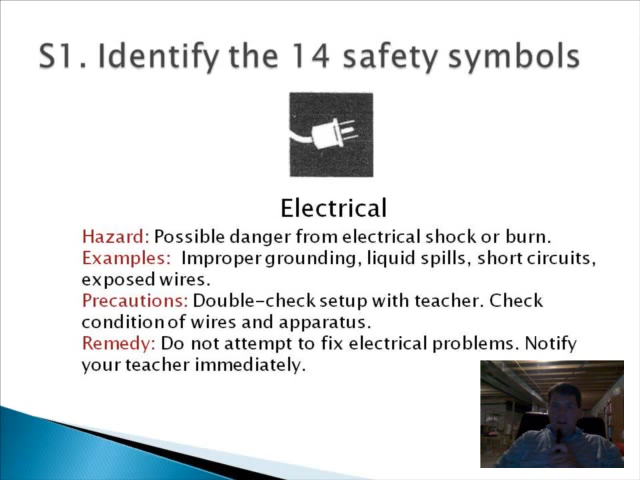 S1. Identify the 14 safety symbols
Electrical
Hazard: Possible danger from electrical shock or burn.
Examples: Improper grounding, liquid spills, short circuits,
exposed wires.
Precautions: Double-check setup with teacher. Check
condition of wires and apparatus.
Remedy: Do not attempt to fix electrical problems. Notify
your teacher immediately.